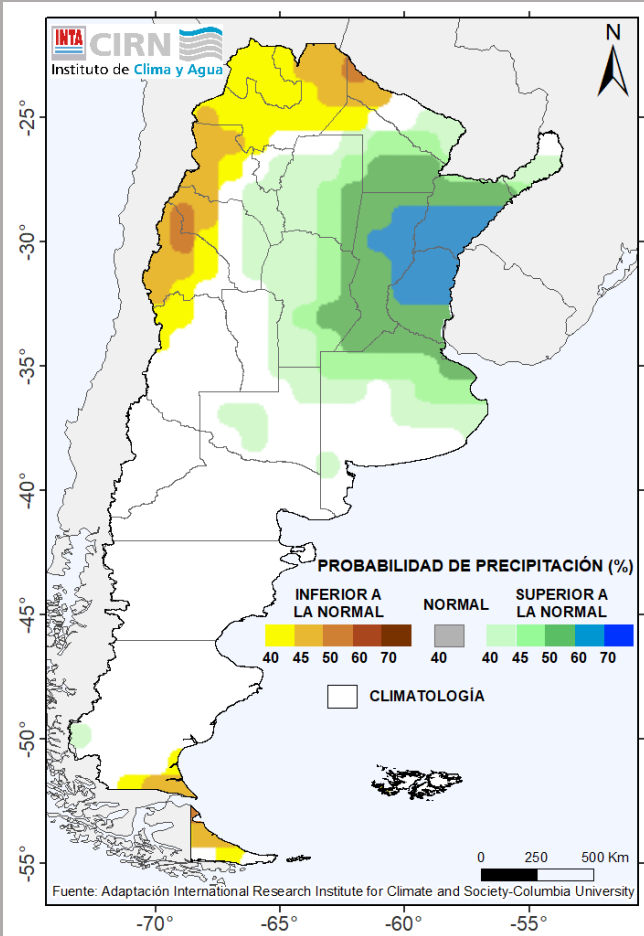 INTA CIRN
Instituto de Clima y Agua
N
-25°
-30°
-35°
-40°
-45°
-50°
-55°
PROBABILIDAD DE PRECIPITACIÓN (%)
INFERIOR A
LA NORMAL
NORMAL
SUPERIOR A
LA NORMAL
40 45 50 60 70
40
40 45 50 60 70
CLIMATOLOGÍA
0 250 500 Km
Fuente: Adaptación International Research Institute for Climate and Society-Columbia University
-70° -65° -60° -55°